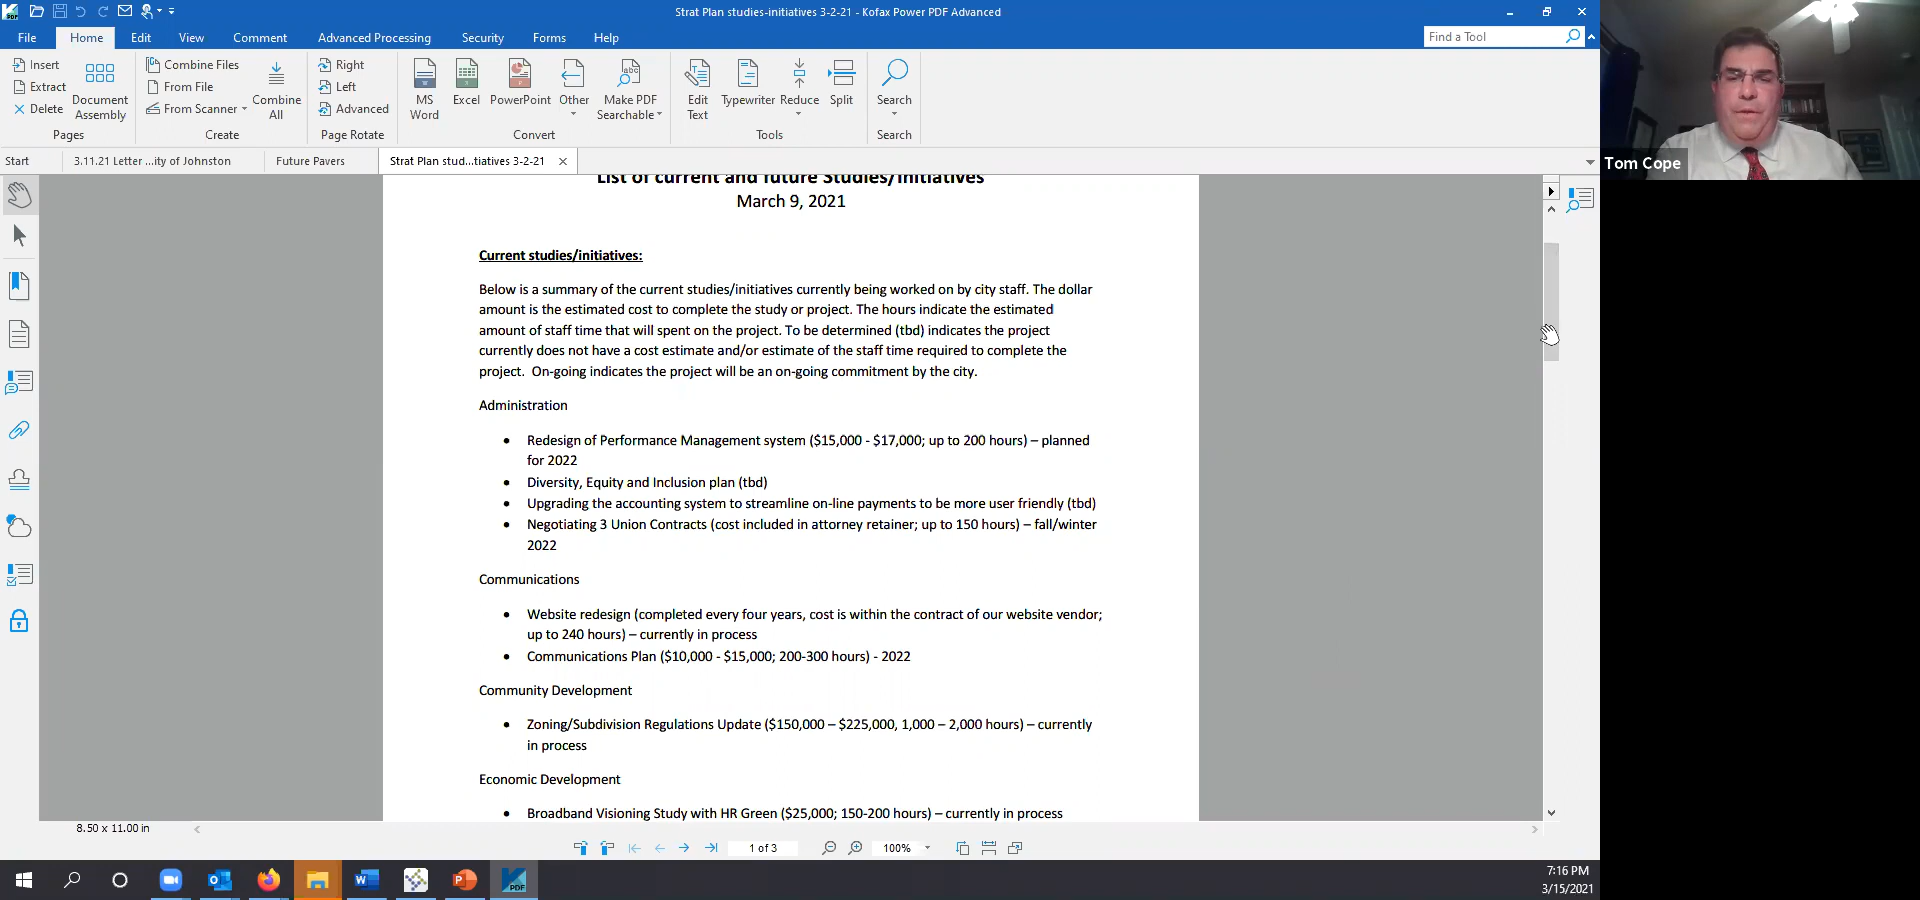 Strat Plan studies-initiatives 3-2-21 - Kofax Power PDF Advanced
File Home Edit View Comment Advanced Processing Security Forms Help Find a Tool
Insert
Extract
Delete
Pages
Document
Assembly
Combine Files
From File
From Scanner
Create
Combine
All
Right
Left
Advanced
Page Rotate
MS
Word
Excel
PowerPoint
Other
Make PDF
Searchable
Convert
Edit
Text
Typewriter
Reduce
Split
Tools
Search
Search
Start
3.11.21 Letter ...ity of Johnston
Future Pavers
Strat Plan stud...tiatives 3-2-21
Tom Cope
List of current and future Studies/Initiatives
March 9, 2021
Current studies/initiatives:
Below is a summary of the current studies/initiatives currently being worked on by city staff. The dollar
amount is the estimated cost to complete the study or project. The hours indicate the estimated
amount of staff time that will spent on the project. To be determined (tbd) indicates the project
currently does not have a cost estimate and/or estimate of the staff time required to complete the
project. On-going indicates the project will be an on-going commitment by the city.
Administration
• Redesign of Performance Management system ($15,000 - $17,000; up to 200 hours) – planned
for 2022
• Diversity, Equity and Inclusion plan (tbd)
• Upgrading the accounting system to streamline on-line payments to be more user friendly (tbd)
• Negotiating 3 Union Contracts (cost included in attorney retainer; up to 150 hours) – fall/winter
2022
Communications
• Website redesign (completed every four years, cost is within the contract of our website vendor;
up to 240 hours) – currently in process
• Communications Plan ($10,000 - $15,000; 200-300 hours) - 2022
Community Development
• Zoning/Subdivision Regulations Update ($150,000 – $225,000, 1,000 – 2,000 hours) – currently
in process
Economic Development
• Broadband Visioning Study with HR Green ($25,000; 150-200 hours) – currently in process
8.50 x 11.00 in
1 of 3
100%
7:16 PM
3/15/2021